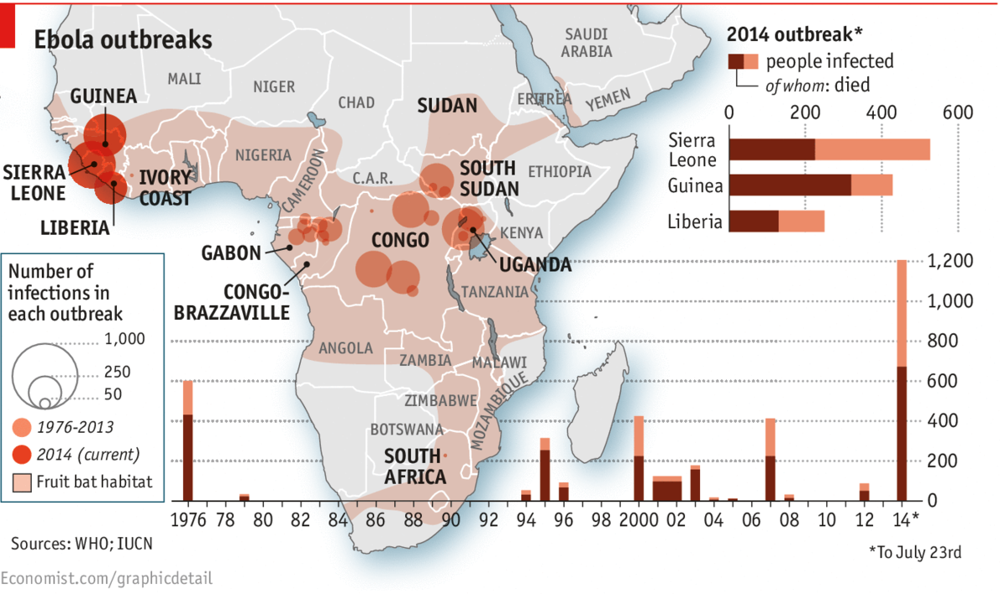 Ebola outbreaks
GUINEA
SIERRA
LEONE
LIBERIA
IVORY
COAST
MALI
NIGER
CHAD
SUDAN
ERITREA
YEMEN
SAUDI
ARABIA
NIGERIA
CAMEROON
C.A.R.
SOUTH
SUDAN
ETHIOPIA
KENYA
CONGO
UGANDA
GABON
CONGO-
BRAZZAVILLE
TANZANIA
ANGOLA
ZAMBIA
MALAWI
ZIMBABWE
MOZAMBIQUE
BOTSWANA
SOUTH
AFRICA
Number of
infections in
each outbreak
1,000
250
50
1976-2013
2014 (current)
Fruit bat habitat
2014 outbreak*
people infected
of whom: died
0 200 400 600
Sierra
Leone
Guinea
Liberia
1,200
1,000
800
600
400
200
0
1976 78 80 82 84 86 88 90 92 94 96 98 2000 02 04 06 08 10 12 14*
Sources: WHO; IUCN
*To July 23rd
Economist.com/graphicdetail